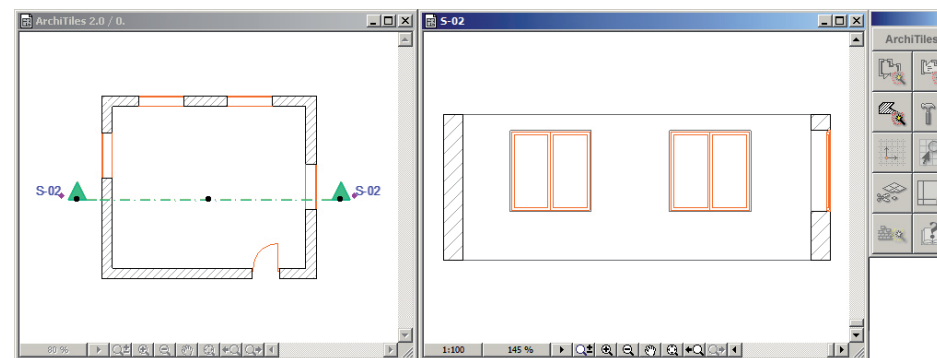 ArchiTiles 2.0 / 0.
S-02
ArchiTiles
S-02
S-02
80 %
1:100
145 %